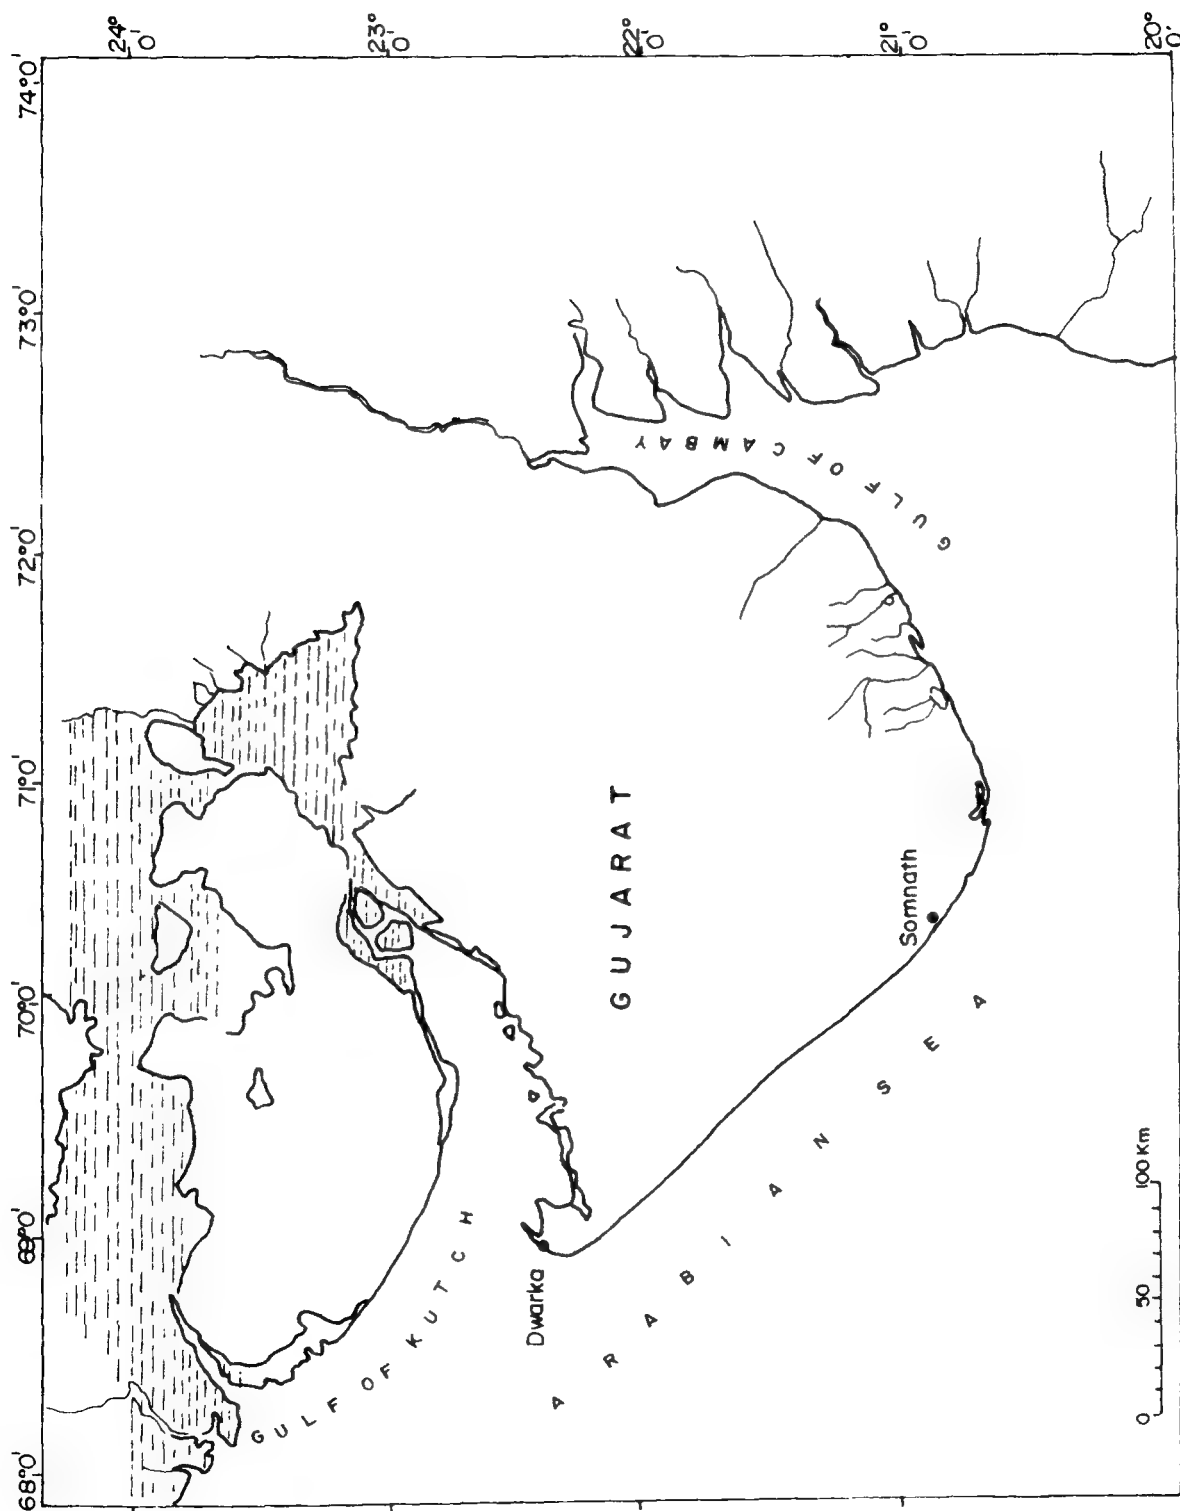 68°0'
69°0'
70°0'
71°0'
72°0'
73°0'
74°0'
24°
0'
23°
0'
22°
0'
21°
0'
20°
0'
GULF OF KUTCH
Dwarka
GUJARAT
Somnath
GULF OF CAMBAY
ARABIAN SEA
0 50 100 Km